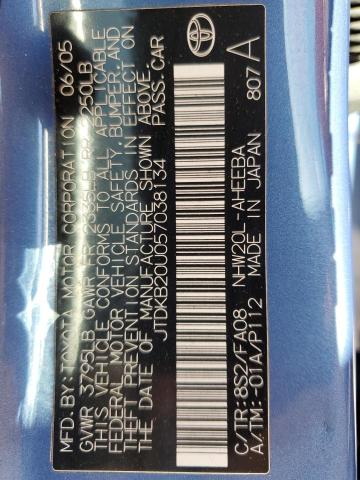 MFD. BY: TOYOTA MOTOR CORPORATION 06/05
GVWR 3795LB GAWR FR 2335LB RR 2250LB
THIS VEHICLE CONFORMS TO ALL APPLICABLE
FEDERAL MOTOR VEHICLE SAFETY, BUMPER, AND
THEFT PREVENTION STANDARDS IN EFFECT ON
THE DATE OF MANUFACTURE SHOWN ABOVE.
JTDKB20U057038134 PASS. CAR
C/TR: 8S2/FA08 NHW20L-AHEEBA
A/TM: -01A/P112 MADE IN JAPAN 807 A
TOYOTA